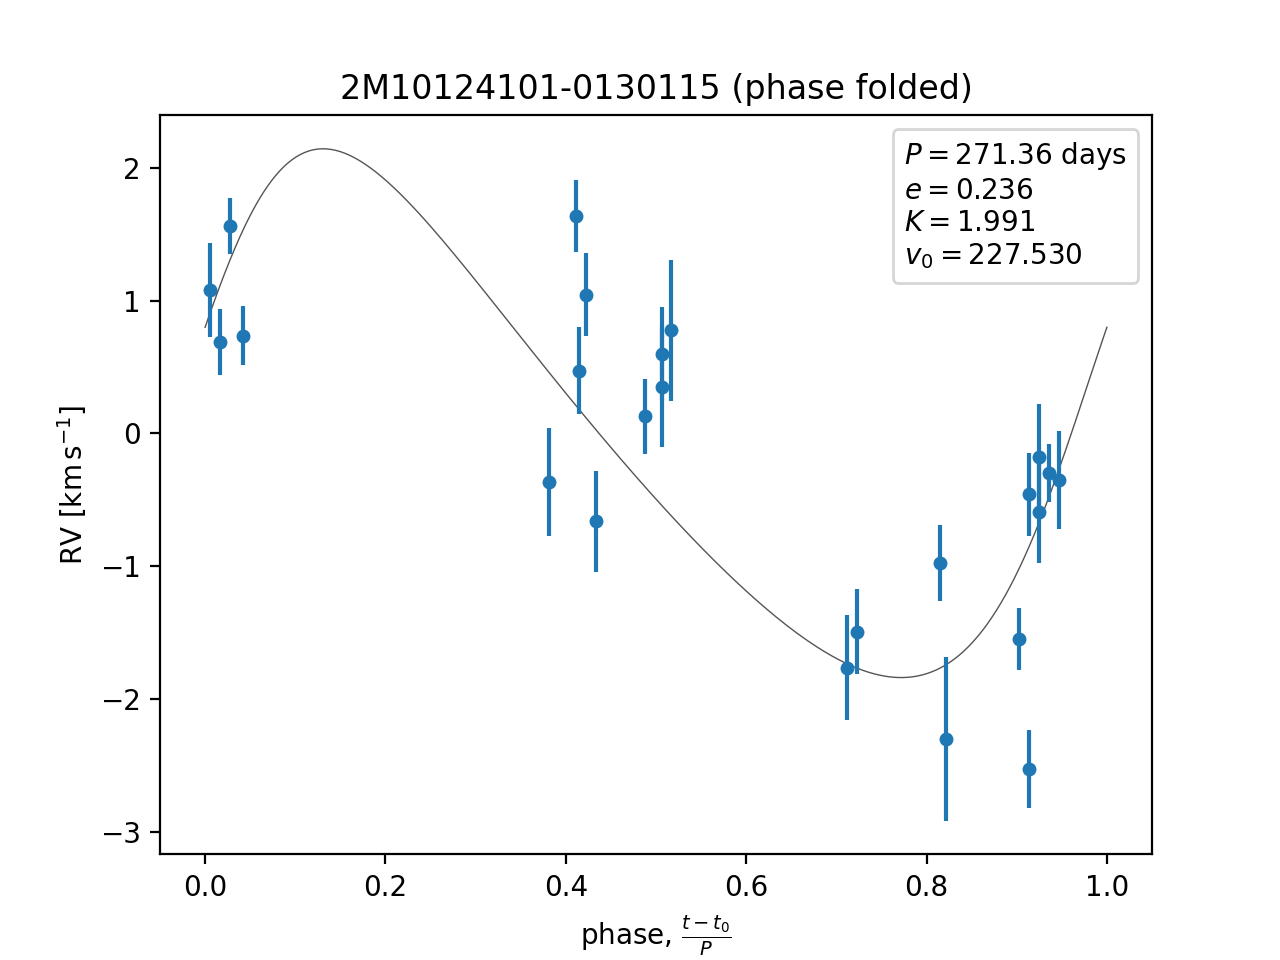 2M10124101-0130115 (phase folded)
P = 271.36 days
e = 0.236
K = 1.991
v₀ = 227.530
2
1
0
−1
−2
−3
RV [km s⁻¹]
0.0 0.2 0.4 0.6 0.8 1.0
phase, (t − t₀)/P